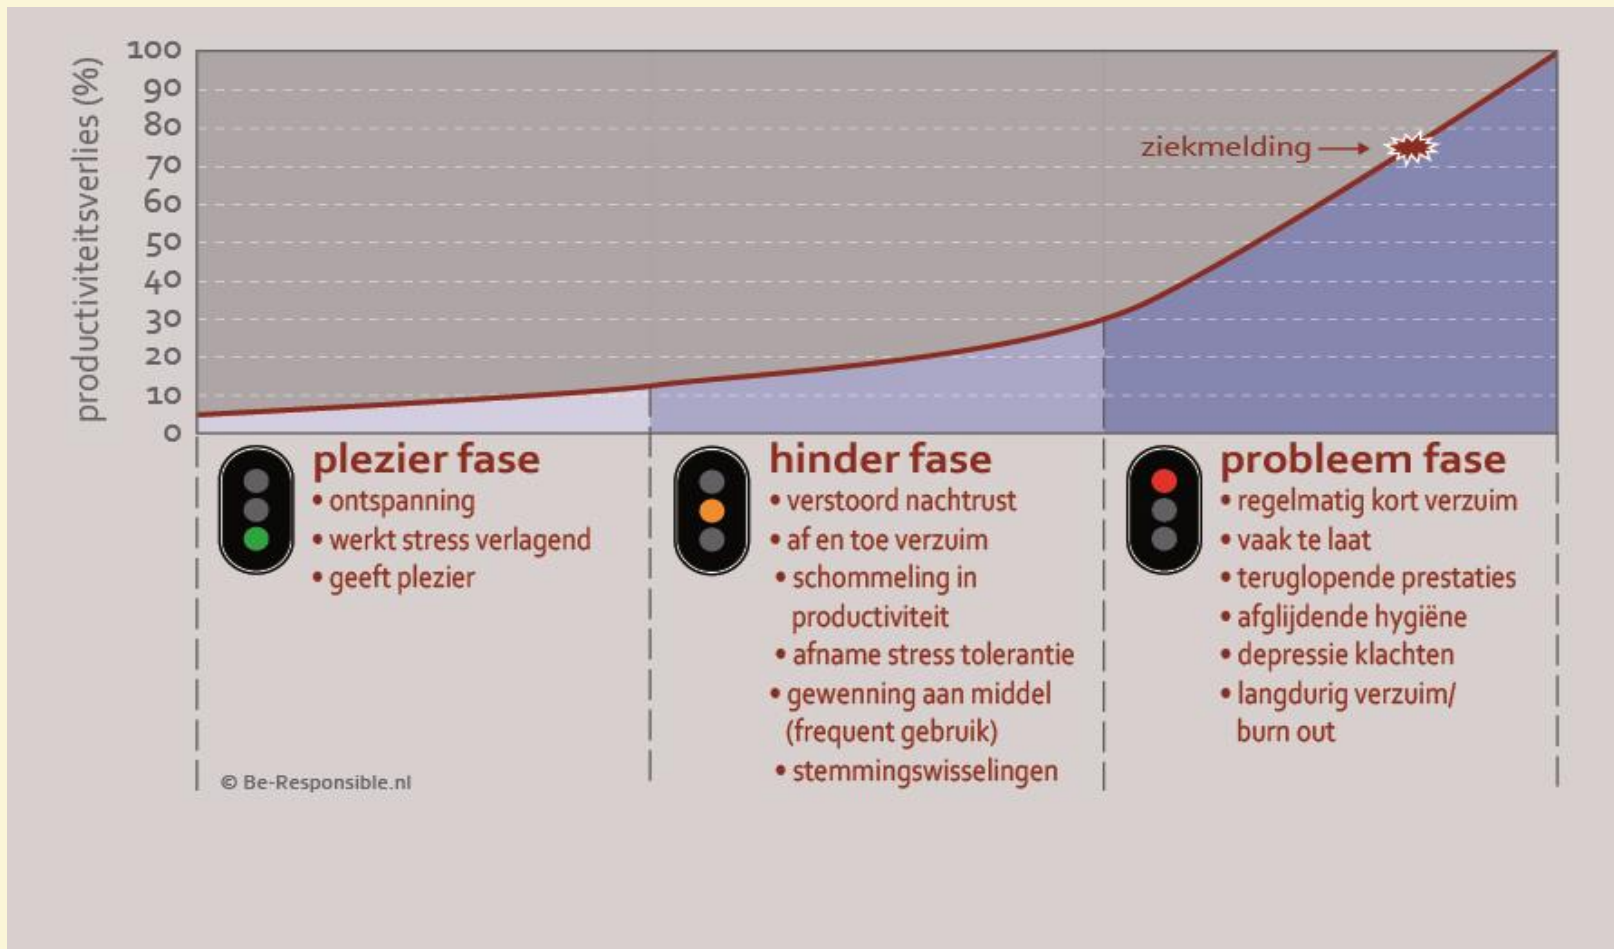 productiviteitsverlies (%)
100
90
80
70
60
50
40
30
20
10
0
ziekmelding
plezier fase
• ontspanning
• werkt stress verlagend
• geeft plezier
hinder fase
• verstoord nachtrust
• af en toe verzuim
• schommeling in
productiviteit
• afname stress tolerantie
• gewenning aan middel
(frequent gebruik)
• stemmingswisselingen
probleem fase
• regelmatig kort verzuim
• vaak te laat
• teruglopende prestaties
• afglijdende hygiëne
• depressie klachten
• langdurig verzuim/
burn out
© Be-Responsible.nl